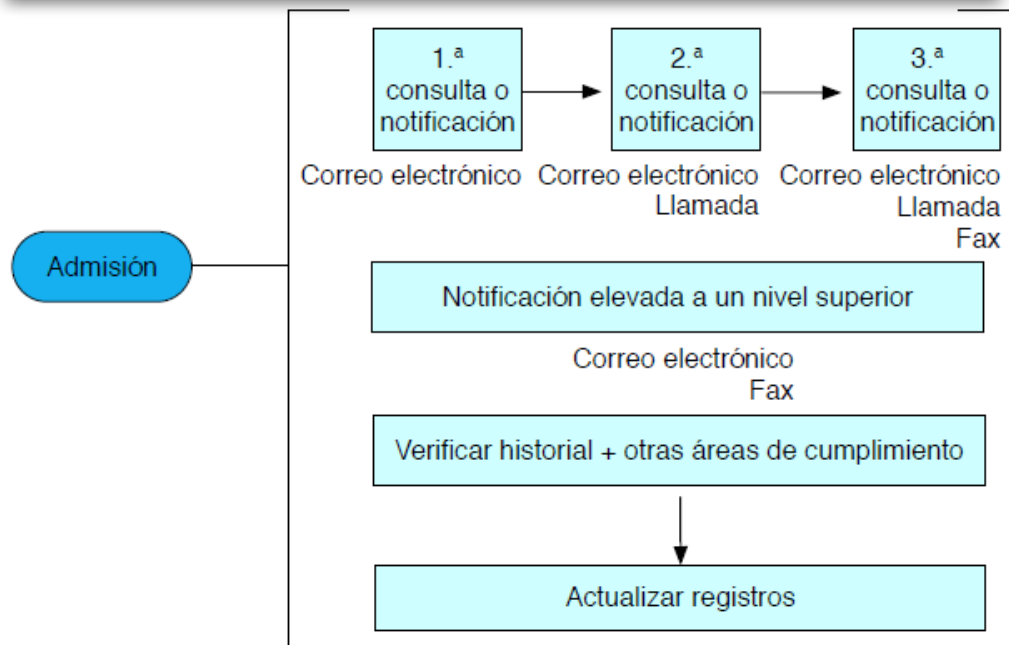 1.ª
consulta o
notificación
2.ª
consulta o
notificación
3.ª
consulta o
notificación
Correo electrónico
Correo electrónico
Llamada
Correo electrónico
Llamada
Fax
Admisión
Notificación elevada a un nivel superior
Correo electrónico
Fax
Verificar historial + otras áreas de cumplimiento
Actualizar registros